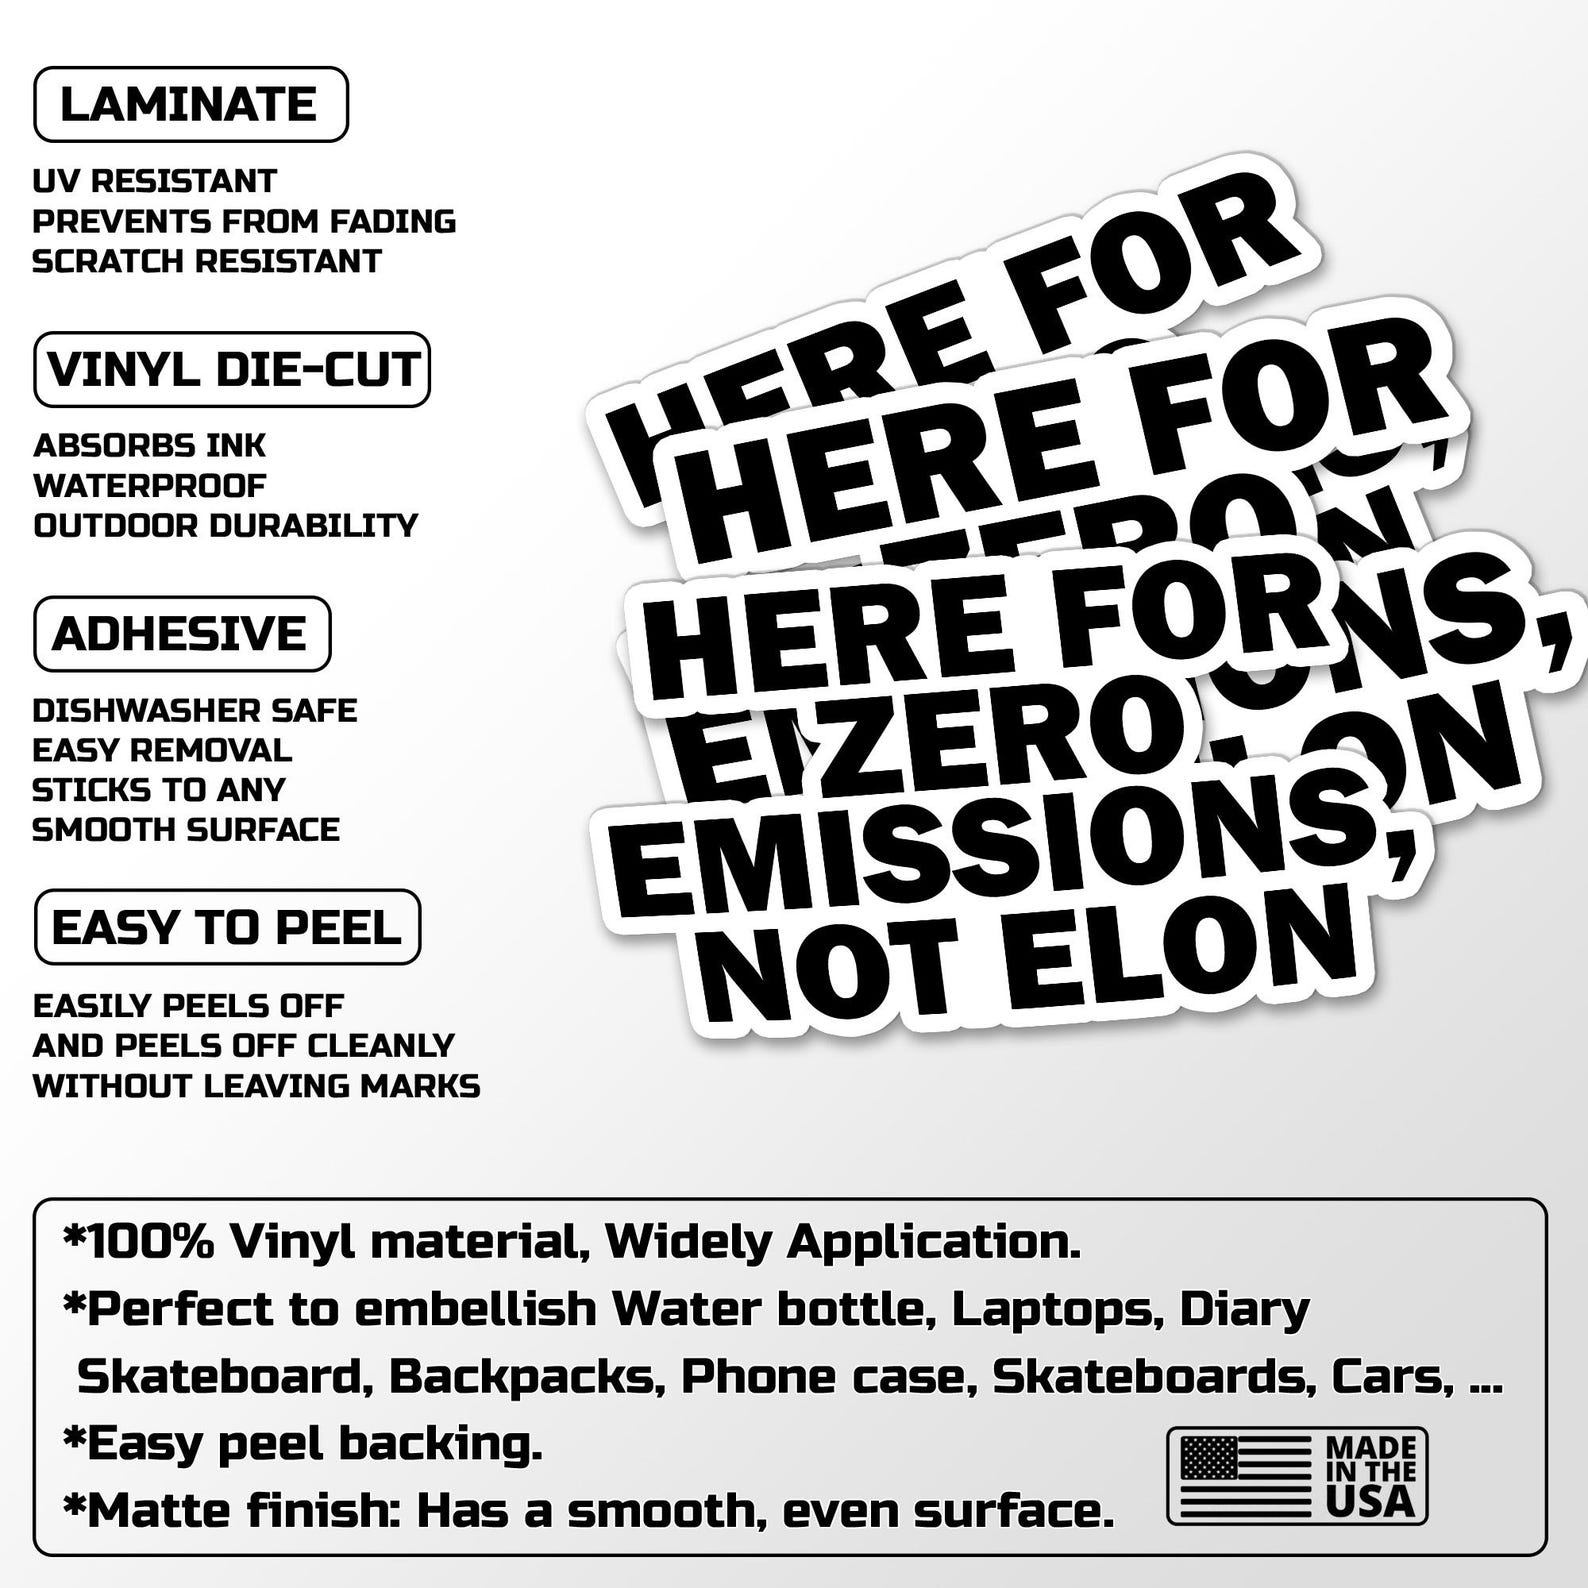 LAMINATE
UV RESISTANT
PREVENTS FROM FADING
SCRATCH RESISTANT
VINYL DIE-CUT
ABSORBS INK
WATERPROOF
OUTDOOR DURABILITY
ADHESIVE
DISHWASHER SAFE
EASY REMOVAL
STICKS TO ANY
SMOOTH SURFACE
EASY TO PEEL
EASILY PEELS OFF
AND PEELS OFF CLEANLY
WITHOUT LEAVING MARKS
HERE FOR
HERE FOR
ZERO
HERE FOR
ZERO
EMISSIONS,
NOT ELON
*100% Vinyl material, Widely Application.
*Perfect to embellish Water bottle, Laptops, Diary
Skateboard, Backpacks, Phone case, Skateboards, Cars, ...
*Easy peel backing.
*Matte finish: Has a smooth, even surface.
MADE
IN THE
USA